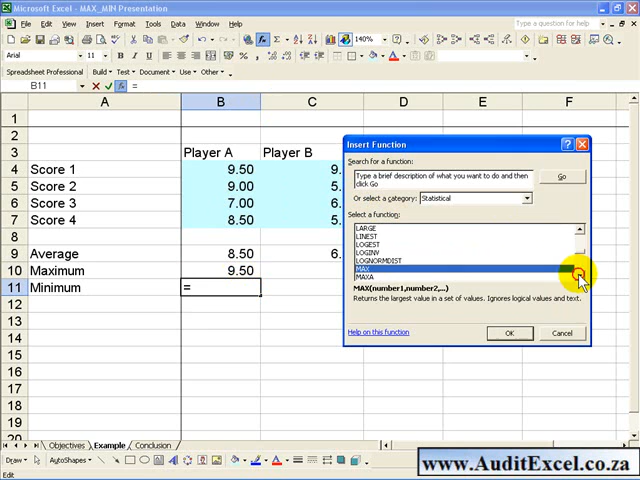 Microsoft Excel - MAX_MIN Presentation
File Edit View Insert Format Tools Data Window Help
Type a question for help
140%
Arial 11
Spreadsheet Professional Build Test Document Use Other
B11 =
A B C D E F
1
2
3 Player A Player B
4 Score 1 9.50 9.
5 Score 2 9.00 5.
6 Score 3 7.00 6.
7 Score 4 8.50 5.
8
9 Average 8.50 6.
10 Maximum 9.50
11 Minimum =
12
13
14
15
16
17
18
19
20
Insert Function
Search for a function:
Type a brief description of what you want to do and then
click Go
Go
Or select a category: Statistical
Select a function:
LARGE
LINEST
LOGEST
LOGINV
LOGNORMDIST
MAX
MAXA
MAX(number1,number2,...)
Returns the largest value in a set of values. Ignores logical values and text.
Help on this function OK Cancel
Objectives Example Conclusion
Draw AutoShapes
Edit
www.AuditExcel.co.za